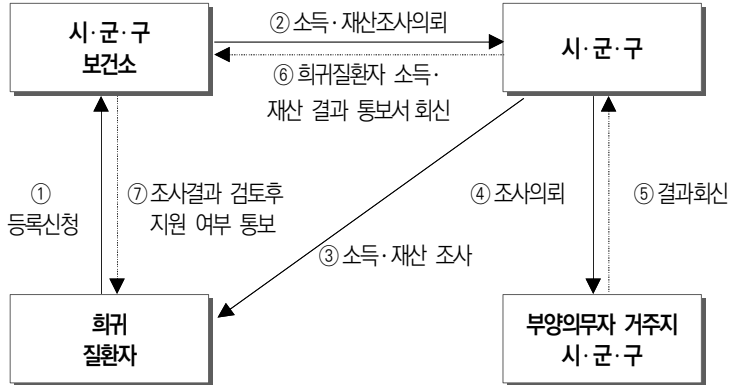 시·군·구
보건소
② 소득·재산조사의뢰
시·군·구
⑥ 희귀질환자 소득·
재산 결과 통보서 회신
①
등록신청
⑦ 조사결과 검토후
지원 여부 통보
④ 조사의뢰
⑤ 결과회신
③ 소득·재산 조사
희귀
질환자
부양의무자 거주지
시·군·구